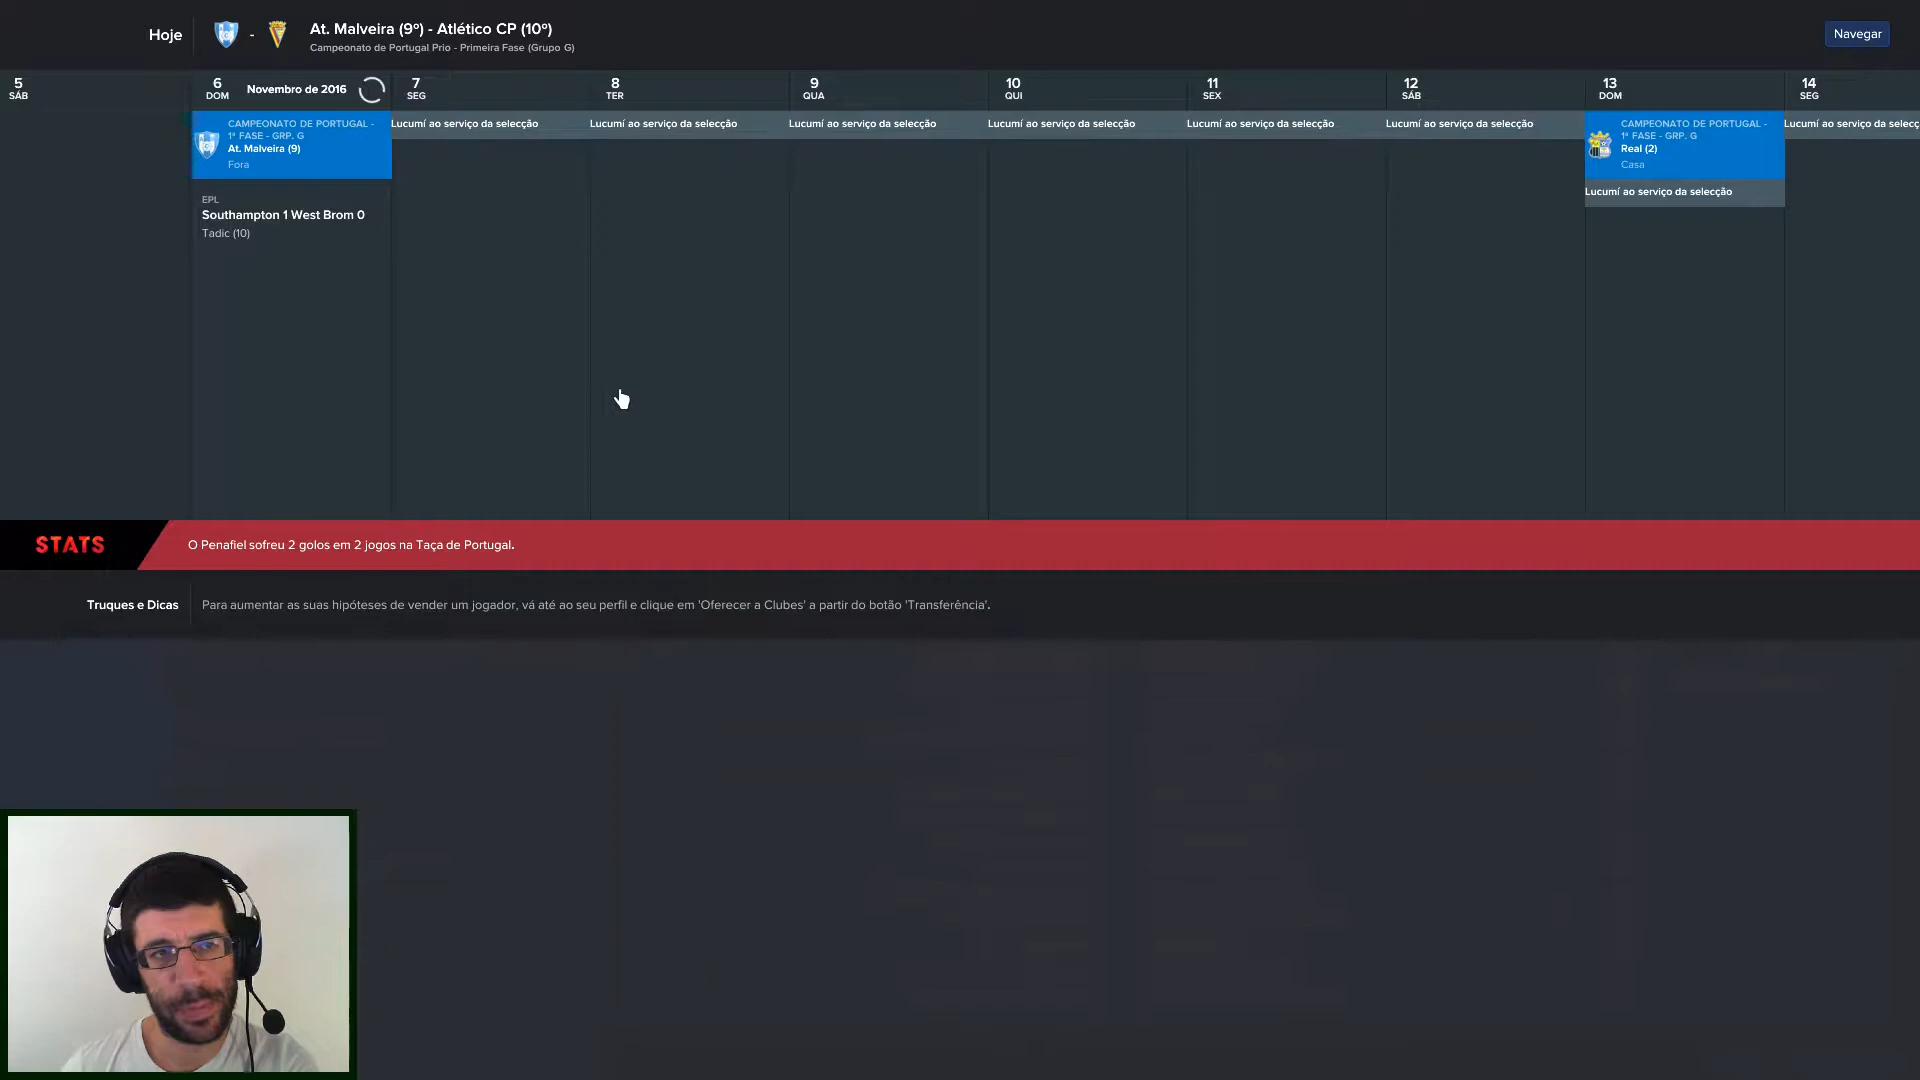 Hoje
-
At. Malveira (9º) - Atlético CP (10º)
Campeonato de Portugal Prio - Primeira Fase (Grupo G)
Navegar
5
SÁB
6
DOM
Novembro de 2016
7
SEG
8
TER
9
QUA
10
QUI
11
SEX
12
SÁB
13
DOM
14
SEG
CAMPEONATO DE PORTUGAL -
1ª FASE - GRP. G
At. Malveira (9)
Fora
EPL
Southampton 1 West Brom 0
Tadic (10)
Lucumí ao serviço da selecção
Lucumí ao serviço da selecção
Lucumí ao serviço da selecção
Lucumí ao serviço da selecção
Lucumí ao serviço da selecção
Lucumí ao serviço da selecção
CAMPEONATO DE PORTUGAL -
1ª FASE - GRP. G
Real (2)
Casa
Lucumí ao serviço da selecção
Lucumí ao serviço da selecç
STATS
O Penafiel sofreu 2 golos em 2 jogos na Taça de Portugal.
Truques e Dicas
Para aumentar as suas hipóteses de vender um jogador, vá até ao seu perfil e clique em 'Oferecer a Clubes' a partir do botão 'Transferência'.